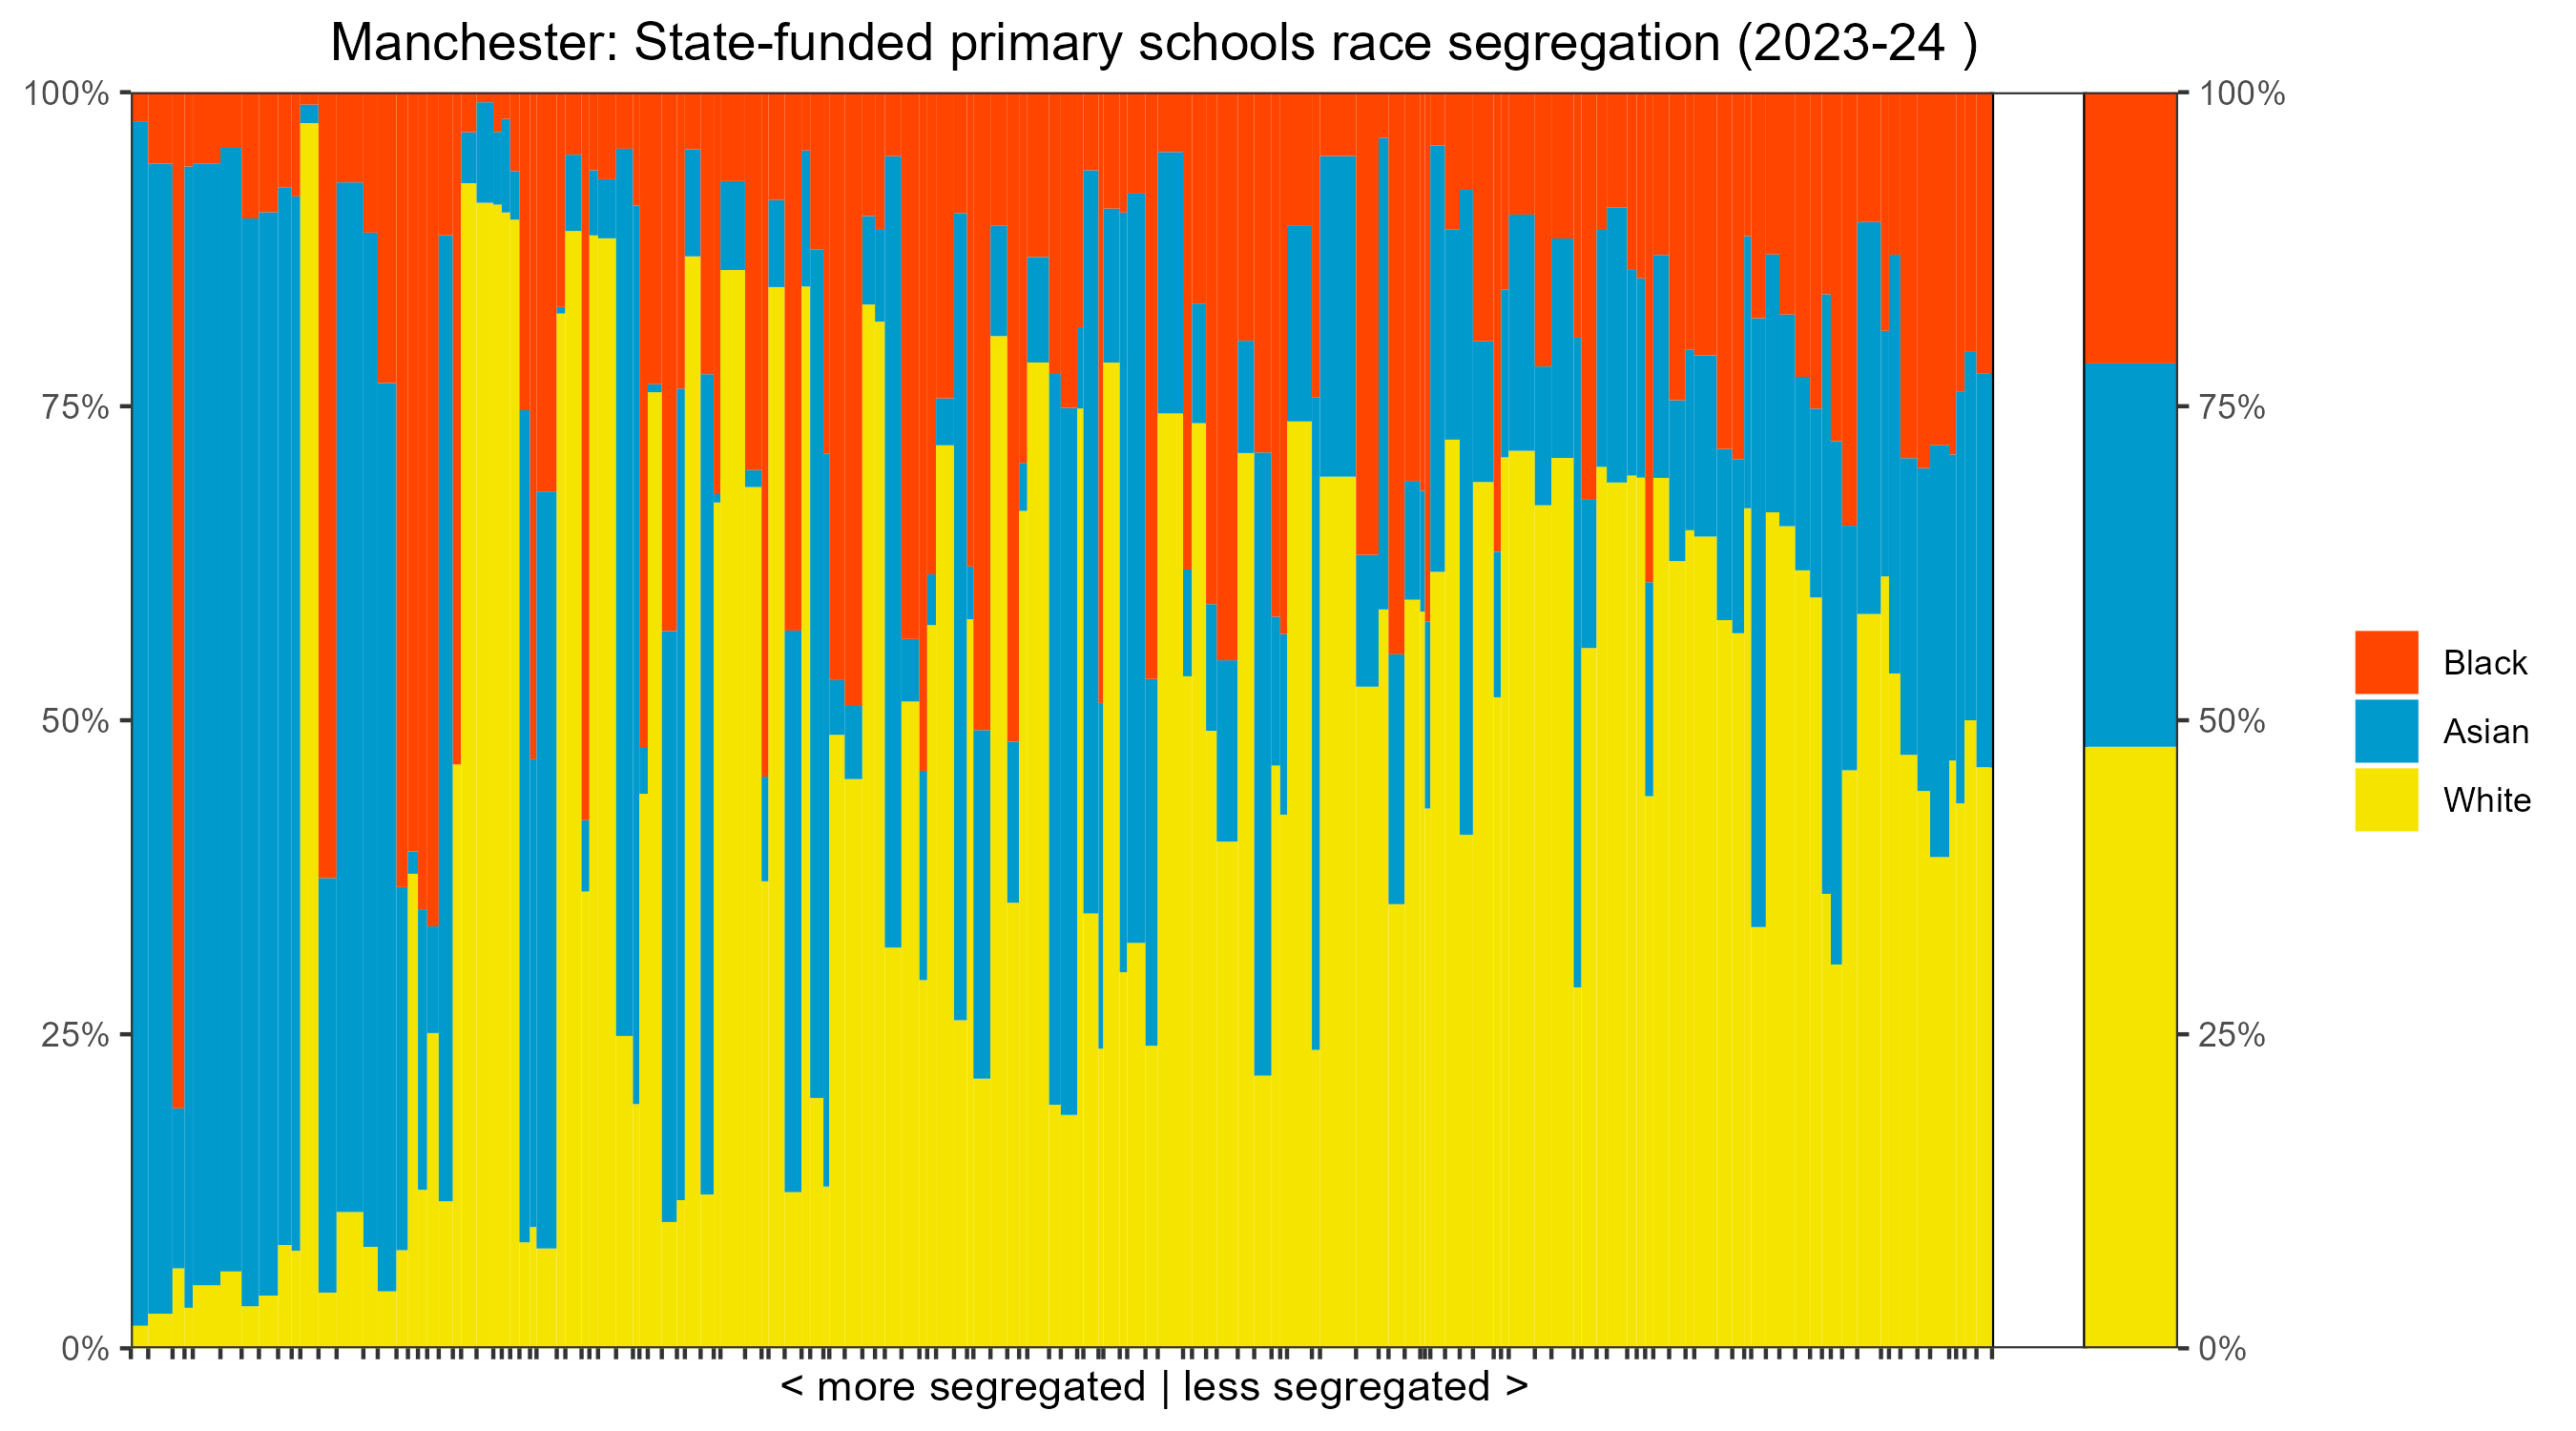 Manchester: State-funded primary schools race segregation (2023-24 )
100%
75%
50%
25%
0%
100%
75%
50%
25%
0%
Black
Asian
White
< more segregated | less segregated >